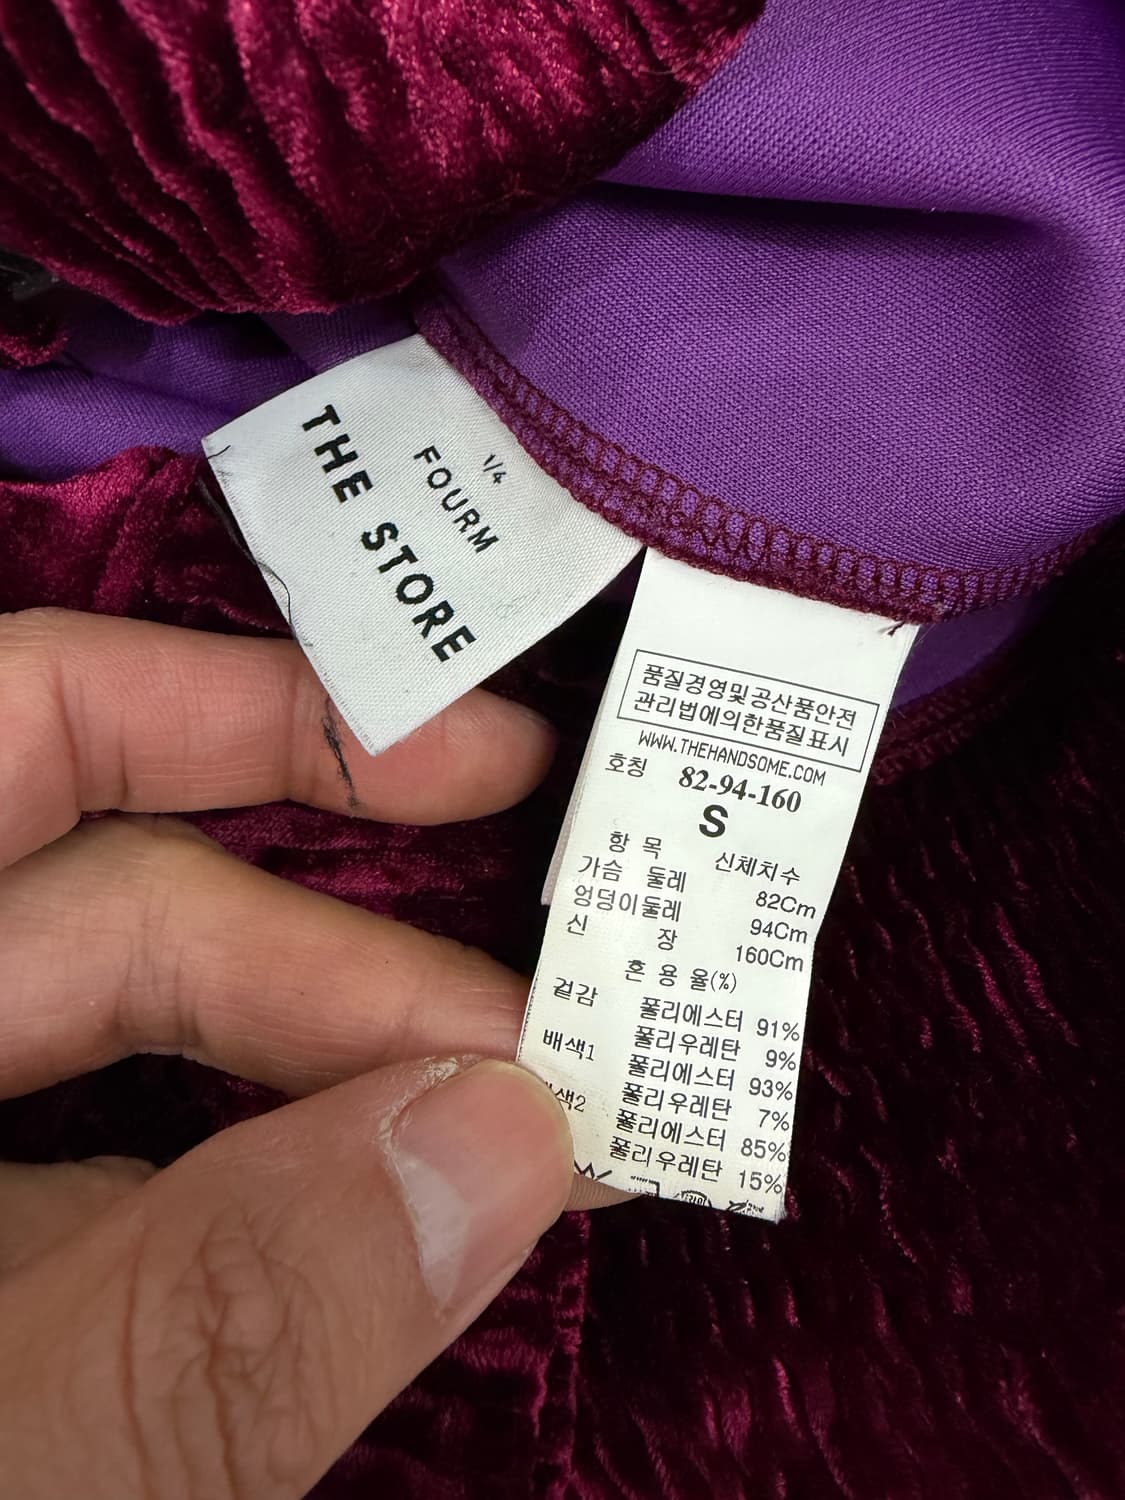 1/4
FOURM
THE STORE
품질경영및공산품안전
관리법에의한품질표시
WWW.THEHANDSOME.COM
호칭 82-94-160
S
항 목 신체치수
가슴 둘레 82Cm
엉덩이둘레 94Cm
신 장 160Cm
혼 용 율(%)
겉감 폴리에스터 91%
폴리우레탄 9%
배색1 폴리에스터 93%
폴리우레탄 7%
색2 폴리에스터 85%
폴리우레탄 15%